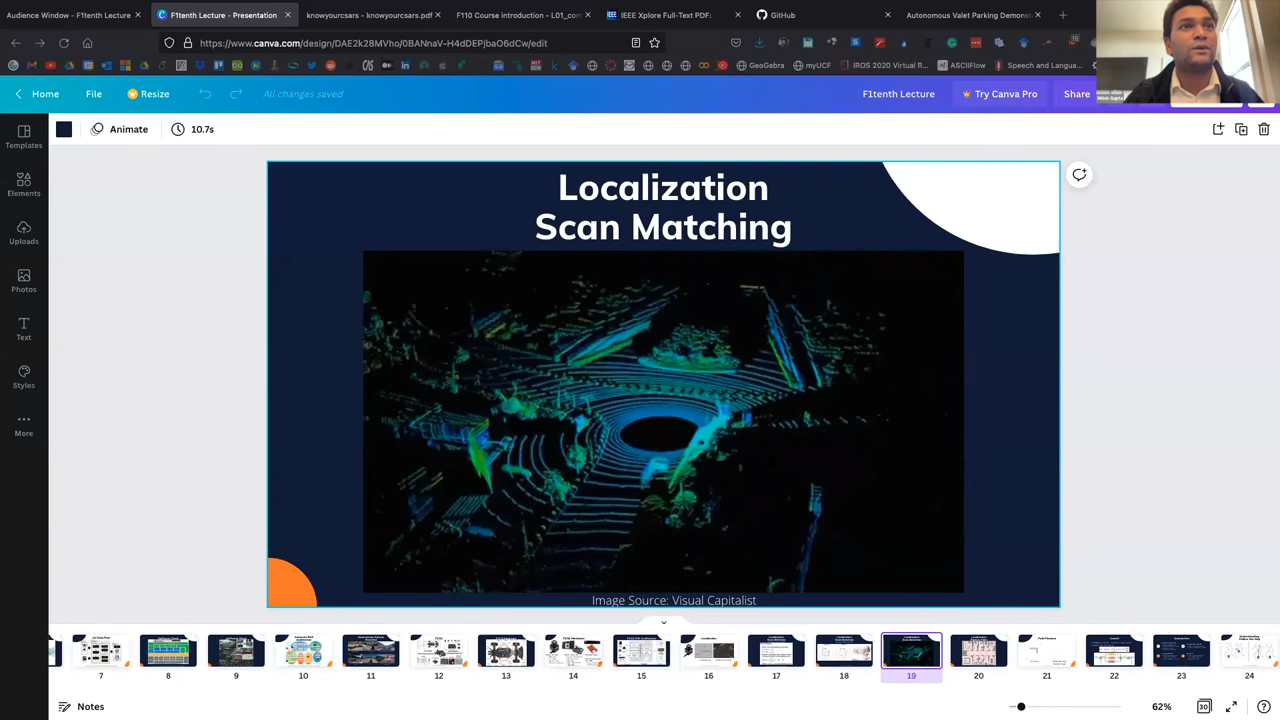 Audience Window - F1tenth Lecture
F1tenth Lecture - Presentation
knowyourcsars - knowyourcsars.pdf
F110 Course introduction - L01_con
IEEE Xplore Full-Text PDF:
GitHub
Autonomous Valet Parking Demonst
https://www.canva.com/design/DAE2k28MVho/0BANnaV-H4dDEPjbaO6dCw/edit
GeoGebra
myUCF
IROS 2020 Virtual R...
ASCIIFlow
Speech and Langua...
Home
File
Resize
All changes saved
F1tenth Lecture
Try Canva Pro
Share
Templates
Animate
10.7s
Elements
Uploads
Photos
Text
Styles
More
Localization
Scan Matching
Image Source: Visual Capitalist
7
8
9
10
11
12
13
14
15
16
17
18
19
20
21
22
23
24
Notes
62%
30